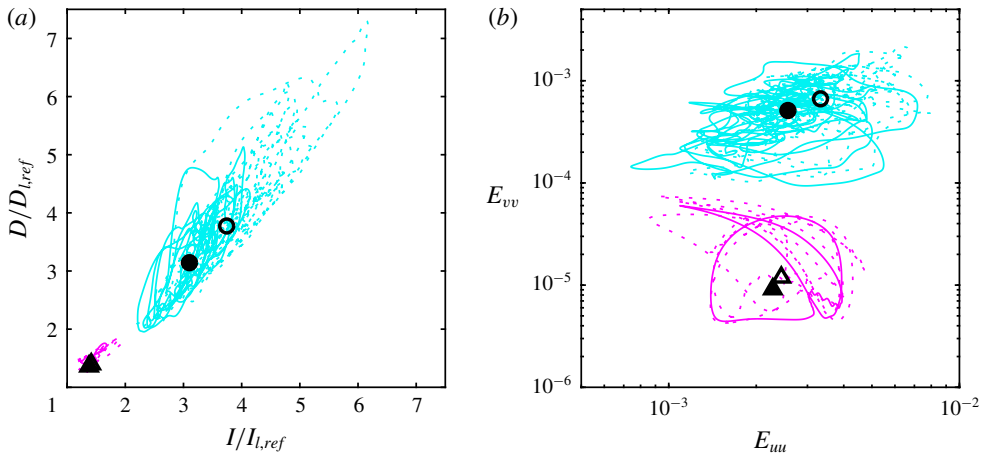 (a)
7
6
5
4
3
2
1 2 3 4 5 6 7
D/D_{l,ref}
I/I_{l,ref}
(b)
10^{−3}
10^{−4}
10^{−5}
10^{−6}
10^{−3} 10^{−2}
E_{vv}
E_{uu}